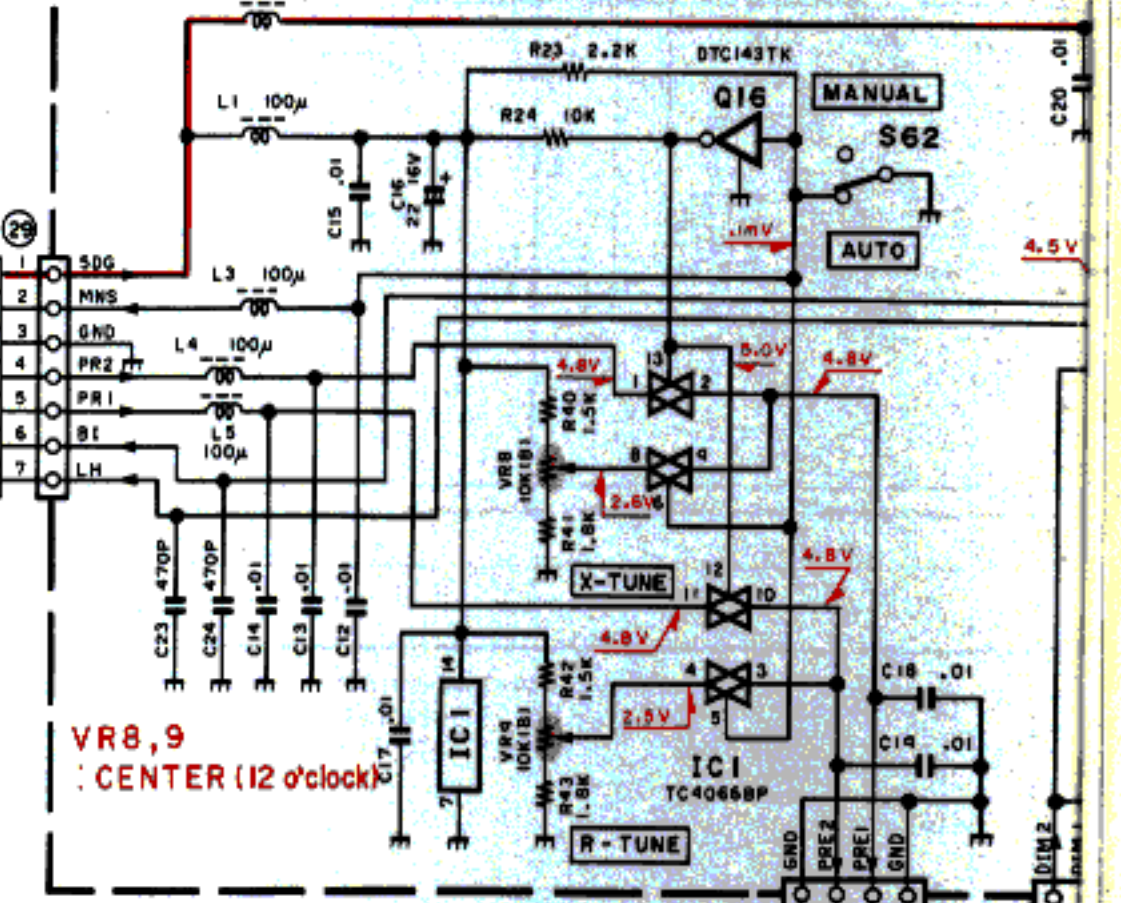 R23 2.2K DTC143TK
.01
C20
MANUAL
Q16
L1 100μ
R24 10K
S62
.01
C15
C16
22 16V
+
29
.1mV
AUTO
4.5V
1 SDG
L3 100μ
2 MNS
3 GND
L4 100μ
4 PR2
5 PR1
L5
100μ
6 BI
7 LH
4.8V
13
1
2
5.0V
4.8V
R40
1.5K
VR8
10K(B)
8
9
2.6V
6
R41
1.8K
X-TUNE
12
11
10
4.8V
4.8V
C23 470P
C24 470P
C14 .01
C13 .01
C12 .01
14
IC1
7
R42
1.5K
4
3
5
2.5V
VR9
10K(B)
C17 .01
R43
1.8K
C18 .01
C19 .01
VR8,9
: CENTER (12 o'clock)
IC1
TC4066BP
R-TUNE
GND
PRE2
PRE1
GND
DIM2